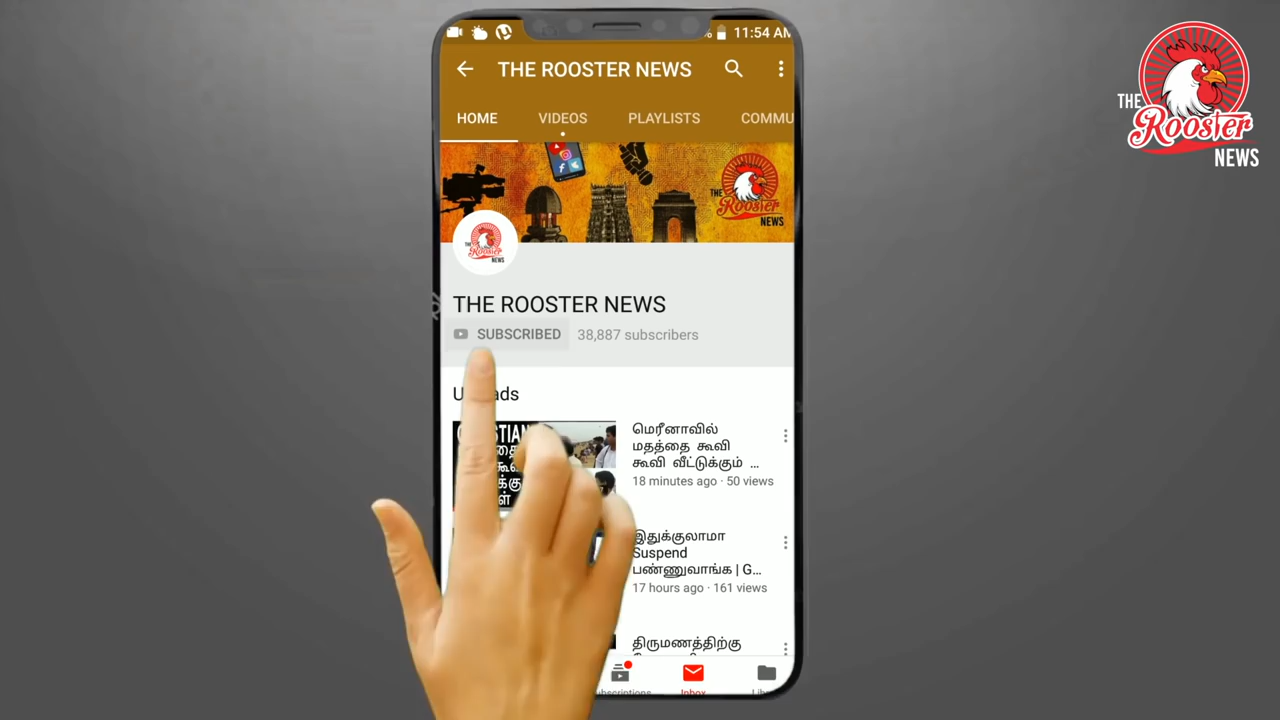 11:54 AM
THE ROOSTER NEWS
HOME VIDEOS PLAYLISTS COMMU
THE
Rooster
NEWS
THE
Rooster
NEWS
THE ROOSTER NEWS
SUBSCRIBED 38,887 subscribers
மெரீனாவில்
மதத்தை கூவி
கூவி வீட்டுக்கும் ...
18 minutes ago · 50 views
இதுக்குலாமா
Suspend
பண்ணுவாங்க | G...
17 hours ago · 161 views
திருமணத்திற்கு
Inbox